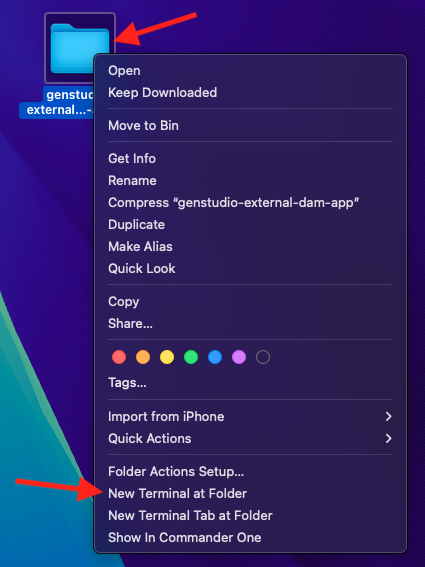 genstud
external...-a
Open
Keep Downloaded
Move to Bin
Get Info
Rename
Compress “genstudio-external-dam-app”
Duplicate
Make Alias
Quick Look
Copy
Share...
Tags...
Import from iPhone
Quick Actions
Folder Actions Setup...
New Terminal at Folder
New Terminal Tab at Folder
Show In Commander One